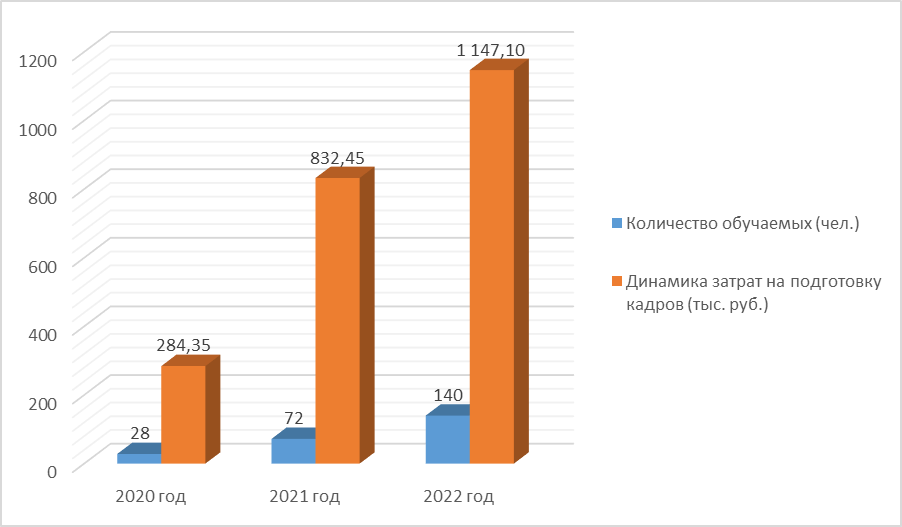 1200
1000
800
600
400
200
0
28
284,35
72
832,45
140
1 147,10
2020 год
2021 год
2022 год
Количество обучаемых (чел.)
Динамика затрат на подготовку
кадров (тыс. руб.)